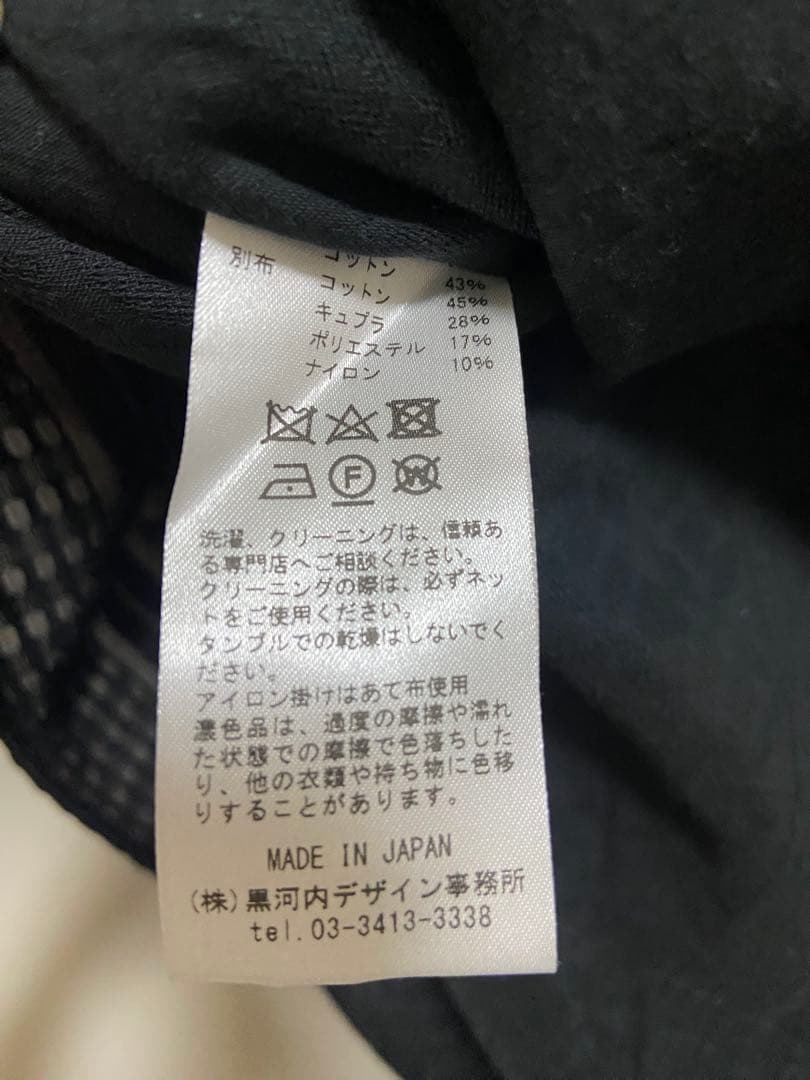 コットン 43%
別布 コットン 45%
キュプラ 28%
ポリエステル 17%
ナイロン 10%
F W
洗濯、クリーニングは、信頼あ
る専門店へご相談ください。
クリーニングの際は、必ずネッ
トをご使用ください。
タンブルでの乾燥はしないでく
ださい。
アイロン掛けはあて布使用
濃色品は、過度の摩擦や濡れ
た状態での摩擦で色落ちした
り、他の衣類や持ち物に色移
りすることがあります。
MADE IN JAPAN
(株)黒河内デザイン事務所
tel.03-3413-3338